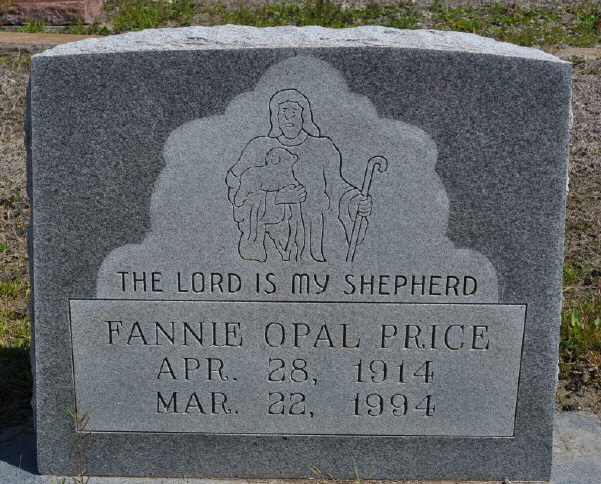 THE LORD IS MY SHEPHERD
FANNIE OPAL PRICE
APR. 28, 1914
MAR. 22, 1994